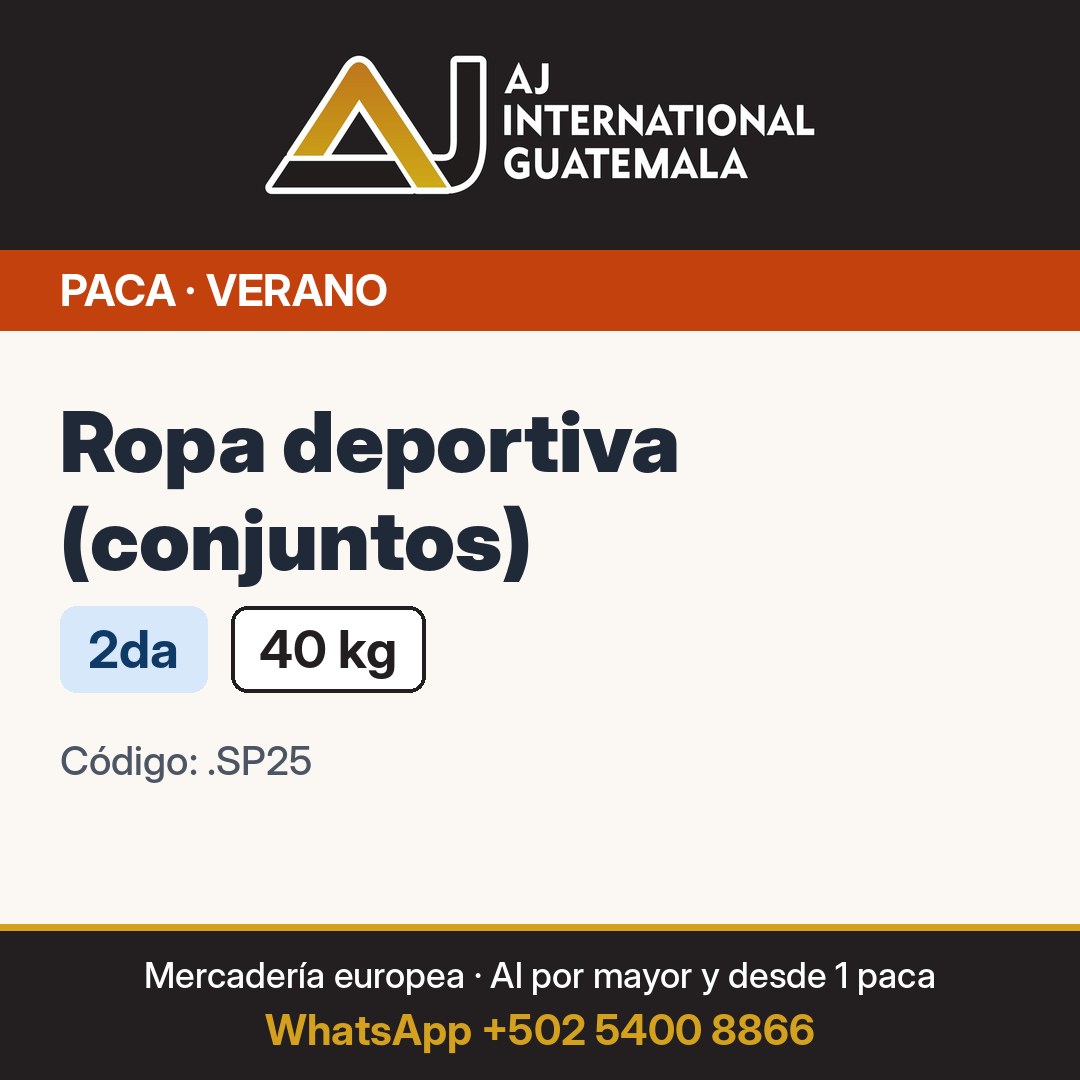 AJ
AJ
INTERNATIONAL
GUATEMALA
PACA · VERANO
Ropa deportiva
(conjuntos)
2da
40 kg
Código: .SP25
Mercadería europea · Al por mayor y desde 1 paca
WhatsApp +502 5400 8866